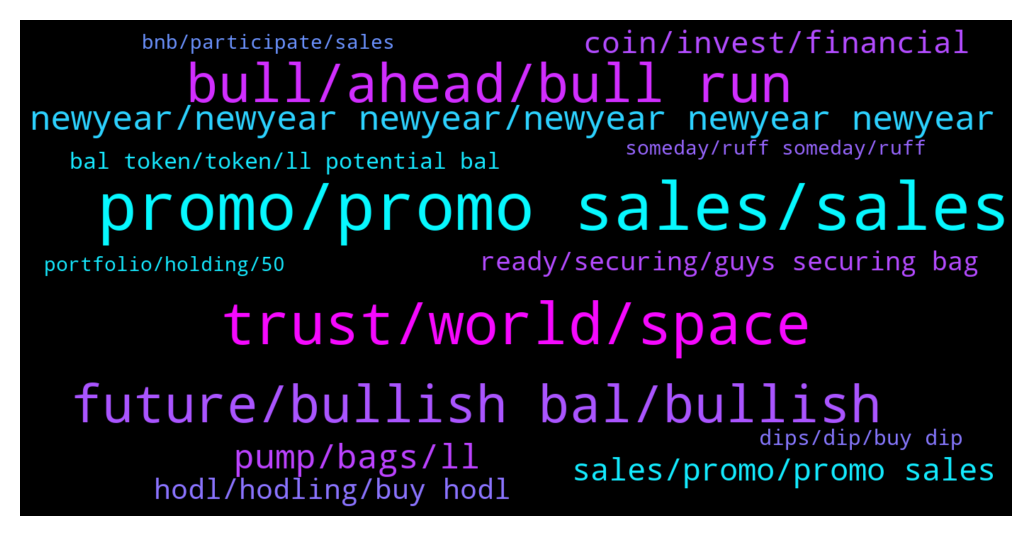 bnb/participate/sales
coin/invest/financial
bull/ahead/bull run
newyear/newyear newyear/newyear newyear newyear
someday/ruff someday/ruff
bal token/token/ll potential bal
promo/promo sales/sales
portfolio/holding/50
ready/securing/guys securing bag
trust/world/space
future/bullish bal/bullish
dips/dip/buy dip
pump/bags/ll
sales/promo/promo sales
hodl/hodling/buy hodl